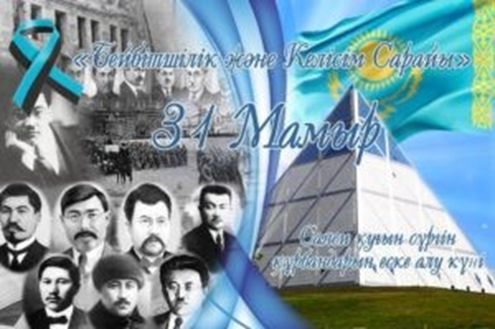 «Бейбітшілік және Келісім Сарайы»
31 Мамыр
Саяси қуғын сүргін
құрбандарын еске алу күні